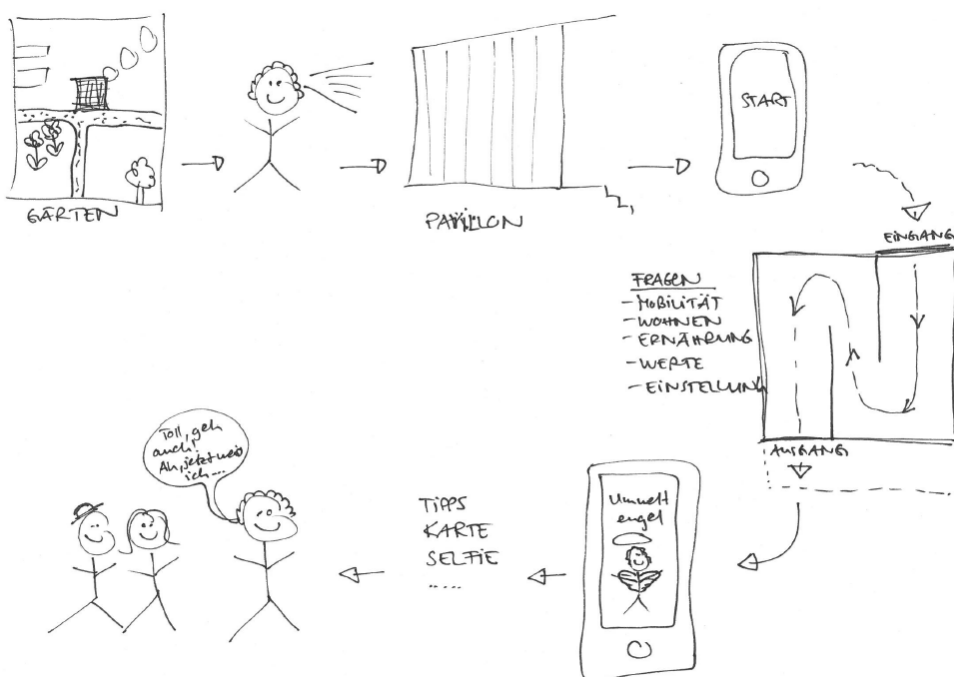 GÄRTEN
PAVILLON
START
EINGANG
FRAGEN
- MOBILITÄT
- WOHNEN
- ERNÄHRUNG
- WERTE
- EINSTELLUNG
AUSGANG
Umwelt
engel
TIPPS
KARTE
SELFIE
.....
Toll, geh
auch!
Ah, jetzt weiß
ich....